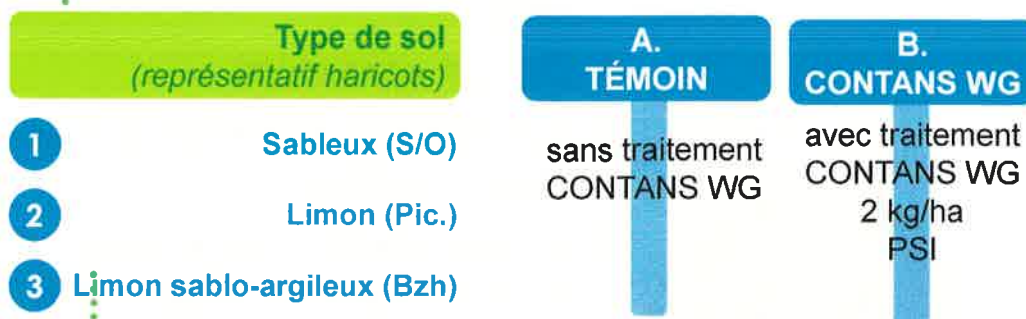 Type de sol
(représentatif haricots)
1 Sableux (S/O)
2 Limon (Pic.)
3 Limon sablo-argileux (Bzh)
A.
TÉMOIN
sans traitement
CONTANS WG
B.
CONTANS WG
avec traitement
CONTANS WG
2 kg/ha
PSI